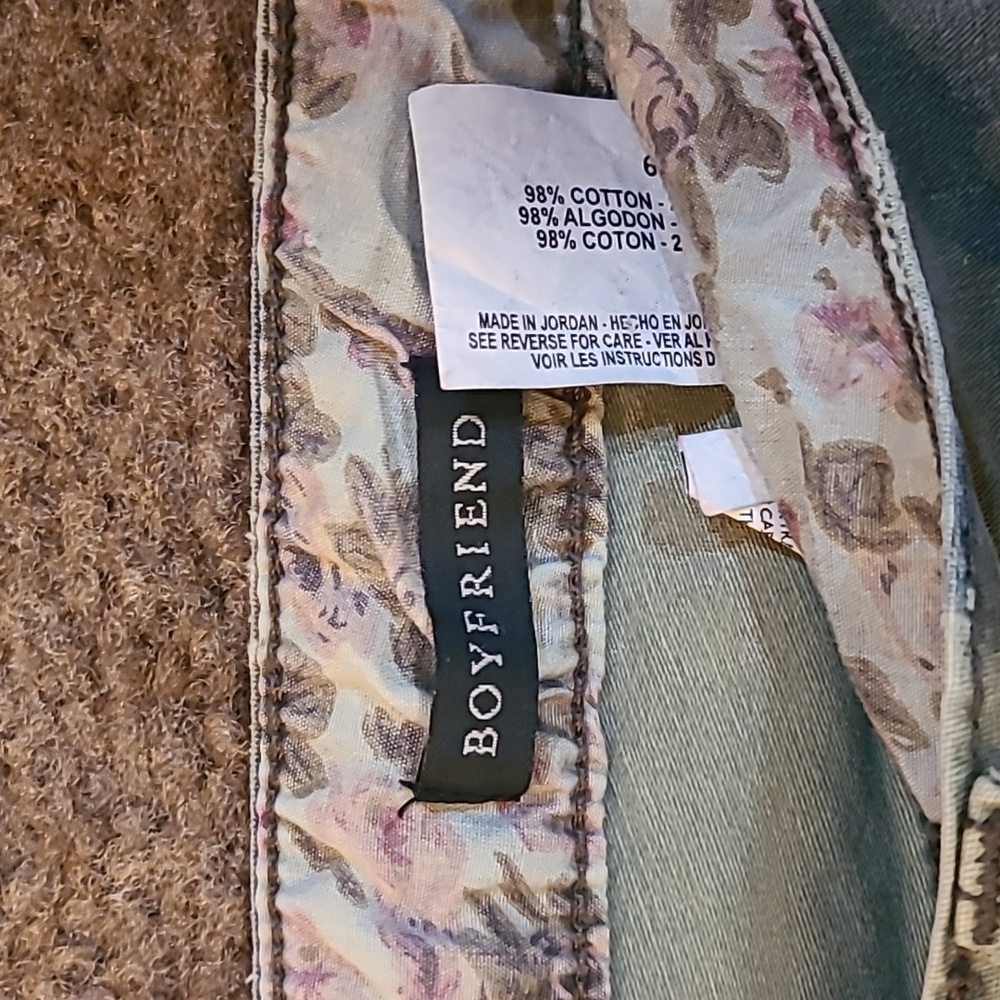 6
98% COTTON -
98% ALGODON -
98% COTON - 2
MADE IN JORDAN - HECHO EN JO
SEE REVERSE FOR CARE - VER AL
VOIR LES INSTRUCTIONS D
BOYFRIEND